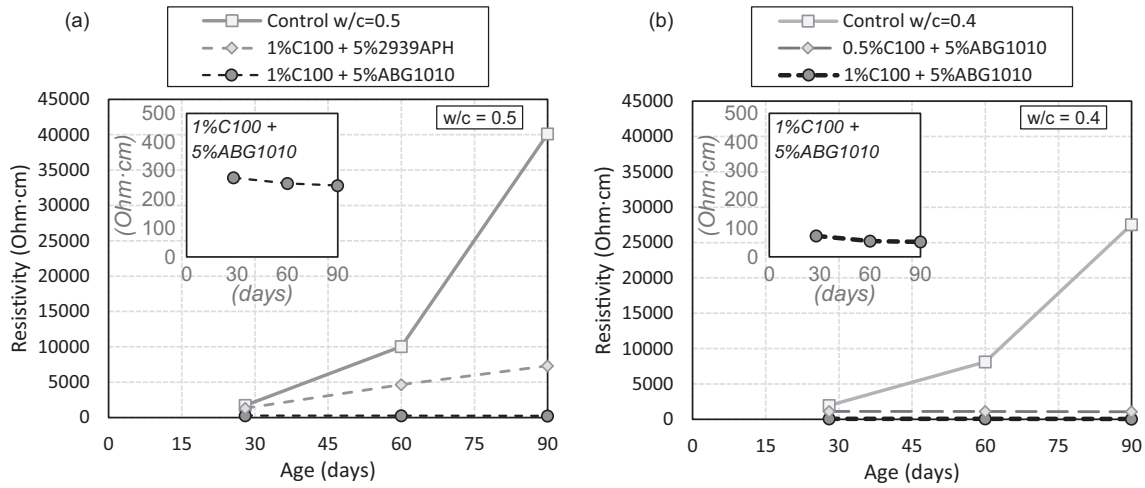 (a)
Control w/c=0.5
1%C100 + 5%2939APH
1%C100 + 5%ABG1010
45000
40000
35000
30000
25000
20000
15000
10000
5000
0
Resistivity (Ohm·cm)
w/c = 0.5
1%C100 +
5%ABG1010
500
400
300
200
100
0
(Ohm·cm)
0 30 60 90
(days)
0 15 30 45 60 75 90
Age (days)
(b)
Control w/c=0.4
0.5%C100 + 5%ABG1010
1%C100 + 5%ABG1010
45000
40000
35000
30000
25000
20000
15000
10000
5000
0
Resistivity (Ohm·cm)
w/c = 0.4
1%C100 +
5%ABG1010
500
400
300
200
100
0
(Ohm·cm)
0 30 60 90
(days)
0 15 30 45 60 75 90
Age (days)